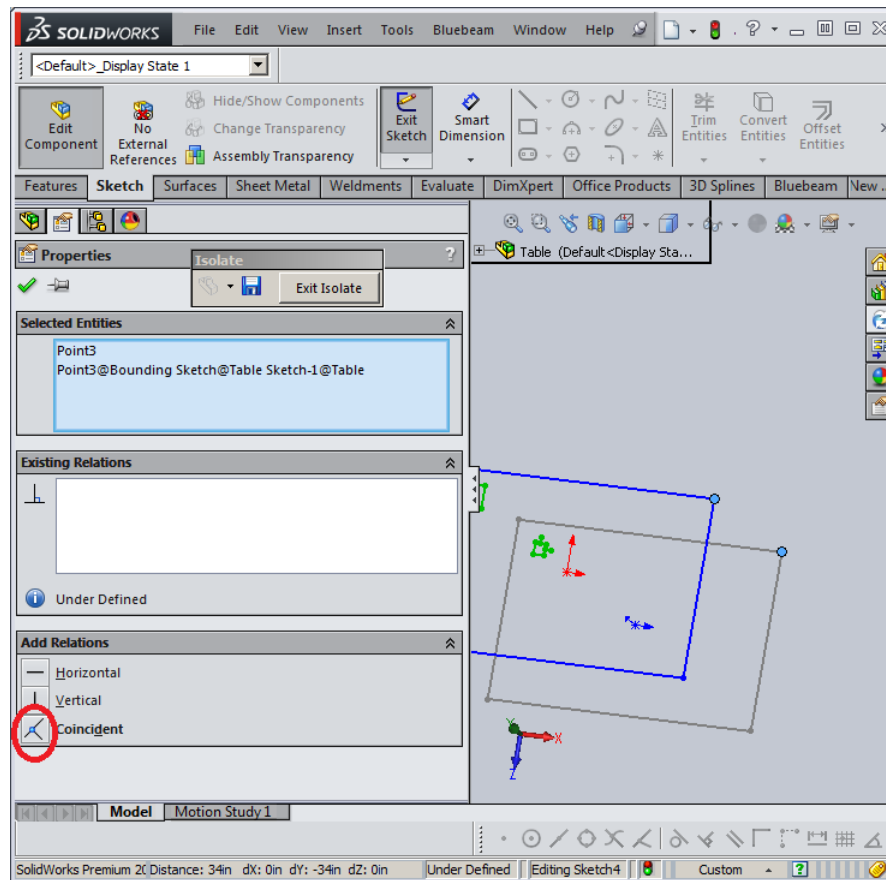 SOLIDWORKS File Edit View Insert Tools Bluebeam Window Help
<Default>_Display State 1
Edit Component
No External References
Hide/Show Components
Change Transparency
Assembly Transparency
Exit Sketch
Smart Dimension
Trim Entities
Convert Entities
Offset Entities
Features Sketch Surfaces Sheet Metal Weldments Evaluate DimXpert Office Products 3D Splines Bluebeam New ..
Table (Default<Display Sta...
Properties ?
Isolate
Exit Isolate
Selected Entities
Point3
Point3@Bounding Sketch@Table Sketch-1@Table
Existing Relations
Under Defined
Add Relations
Horizontal
Vertical
Coincident
Y
X
Z
Model Motion Study 1
SolidWorks Premium 20 Distance: 34in dX: 0in dY: -34in dZ: 0in Under Defined Editing Sketch4 Custom ?